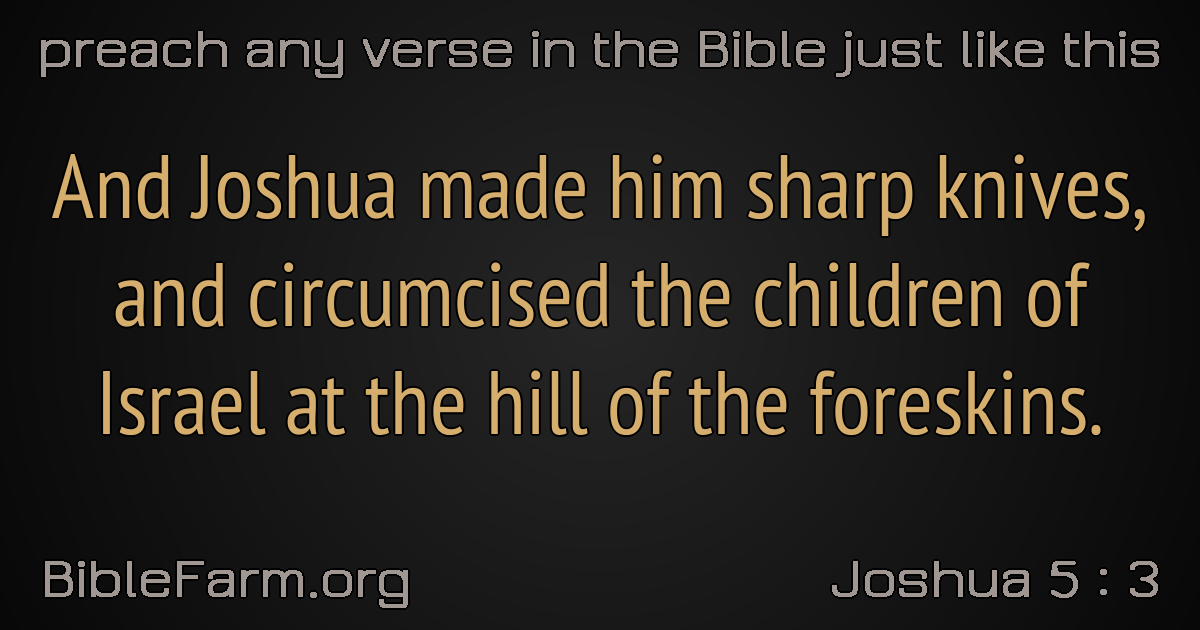 preach any verse in the Bible just like this
And Joshua made him sharp knives,
and circumcised the children of
Israel at the hill of the foreskins.
BibleFarm.org
Joshua 5 : 3